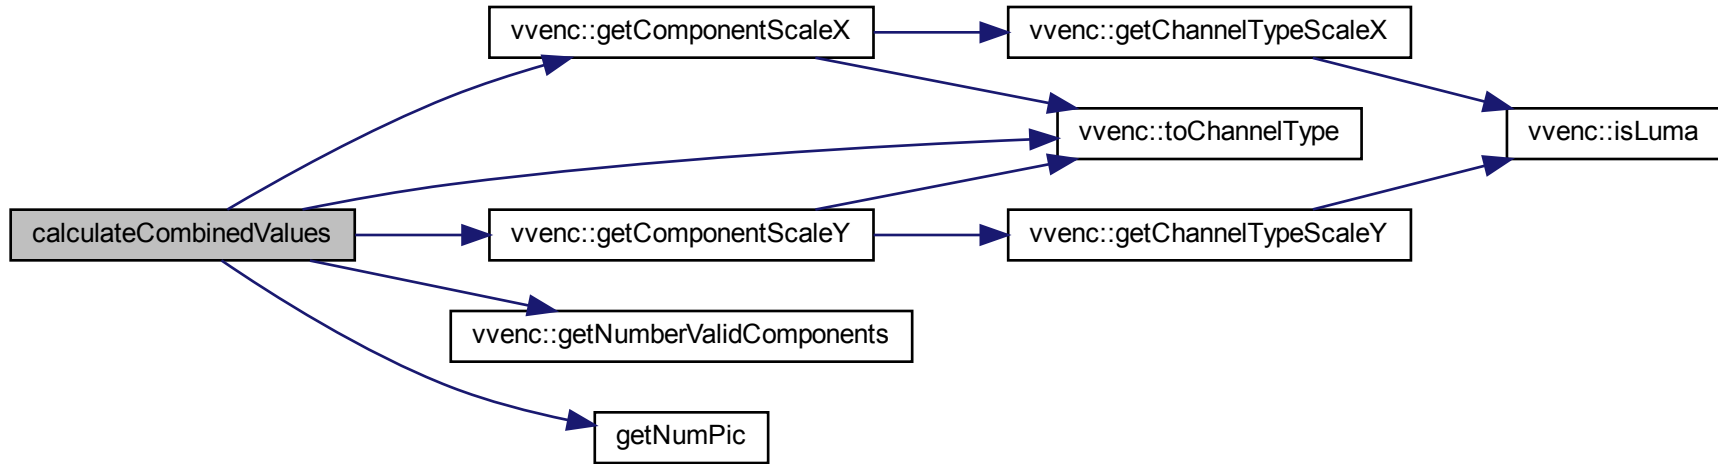 vvenc::getComponentScaleX
vvenc::getChannelTypeScaleX
vvenc::toChannelType
vvenc::isLuma
calculateCombinedValues
vvenc::getComponentScaleY
vvenc::getChannelTypeScaleY
vvenc::getNumberValidComponents
getNumPic